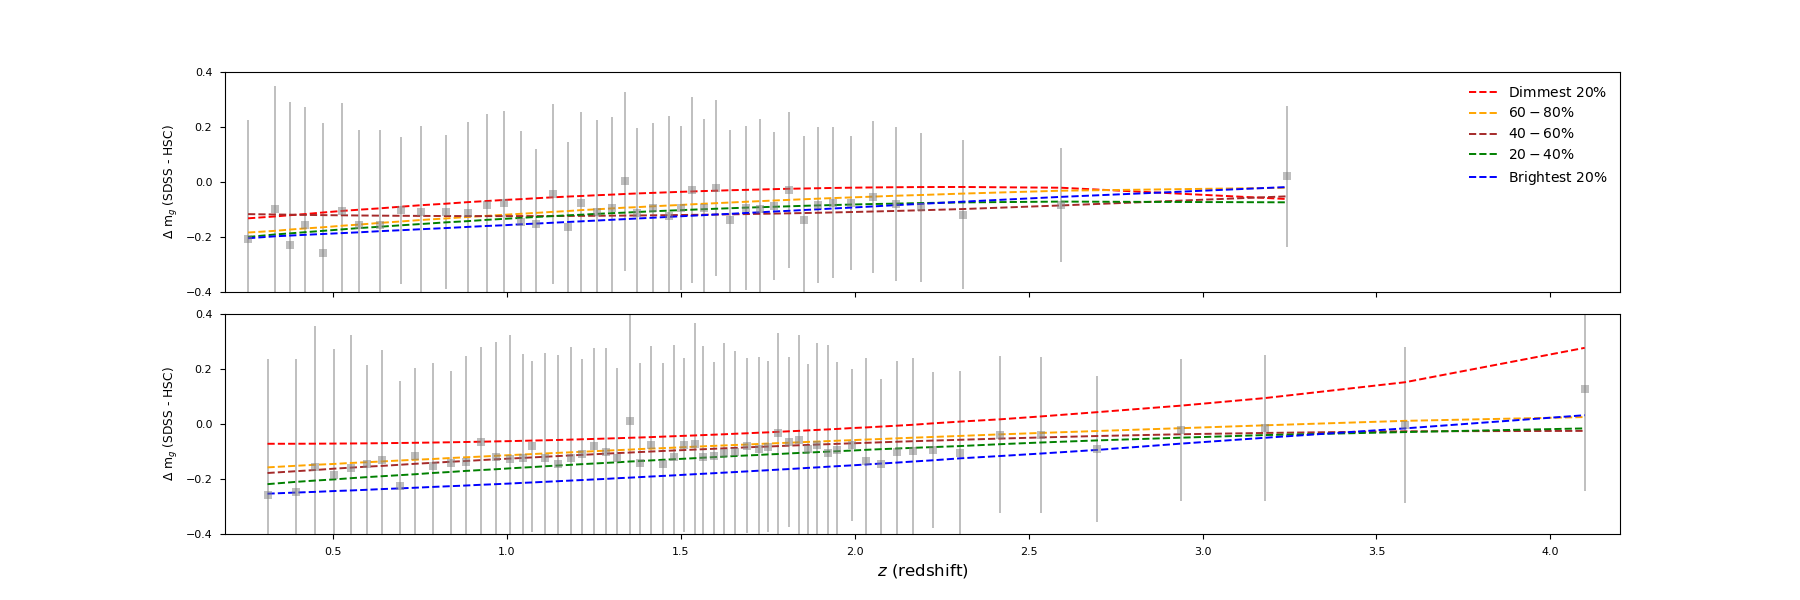 0.4
0.2
0.0
−0.2
−0.4
Δ m_g (SDSS - HSC)
Dimmest 20%
60 − 80%
40 − 60%
20 − 40%
Brightest 20%
0.4
0.2
0.0
−0.2
−0.4
Δ m_g (SDSS - HSC)
0.5 1.0 1.5 2.0 2.5 3.0 3.5 4.0
z (redshift)